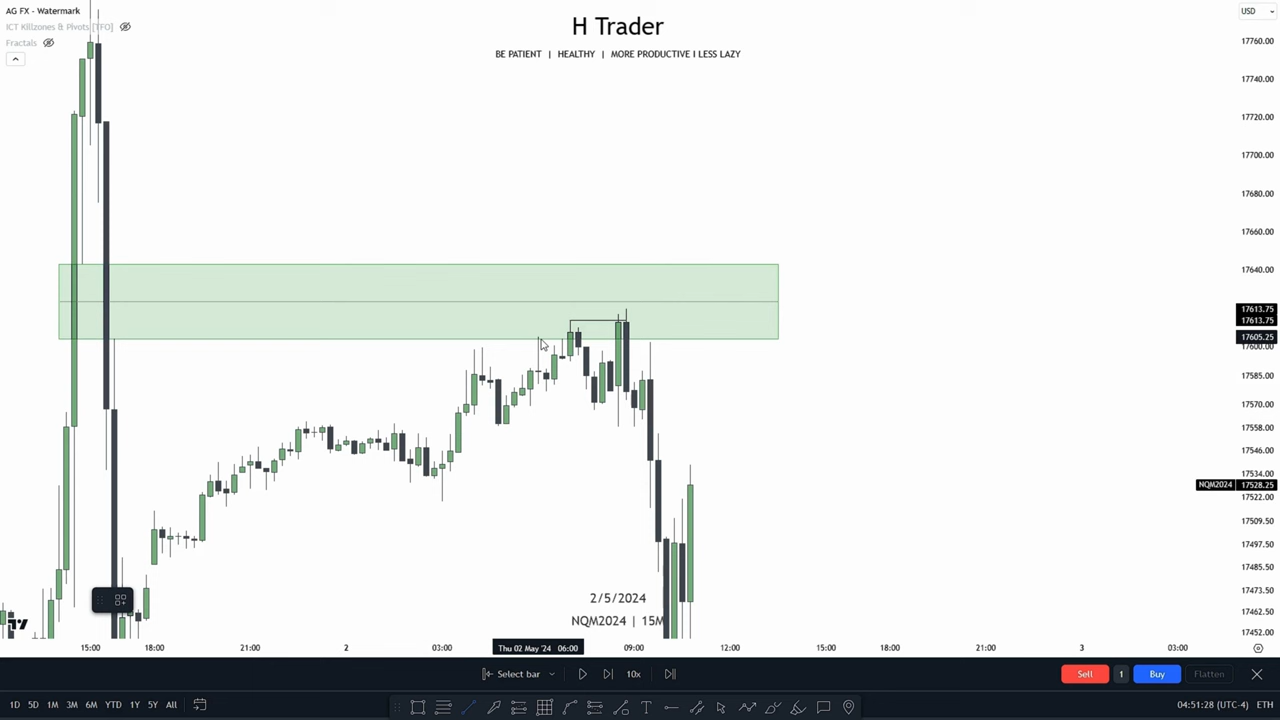 AG FX - Watermark
ICT Killzones & Pivots [TFO]
Fractals
H Trader
BE PATIENT | HEALTHY | MORE PRODUCTIVE I LESS LAZY
USD
17760.00
17740.00
17720.00
17700.00
17680.00
17660.00
17640.00
17613.75
17613.75
17605.25
17600.00
17585.00
17570.00
17558.00
17546.00
17534.00
NQM2024 17528.25
17522.00
17509.50
17497.50
17485.50
17473.50
17462.50
17452.00
2/5/2024
NQM2024 | 15M
15:00 18:00 21:00 2 03:00 Thu 02 May '24 06:00 09:00 12:00 15:00 18:00 21:00 3 03:00
Select bar 10x Sell 1 Buy Flatten
1D 5D 1M 3M 6M YTD 1Y 5Y All 04:51:28 (UTC-4) ETH